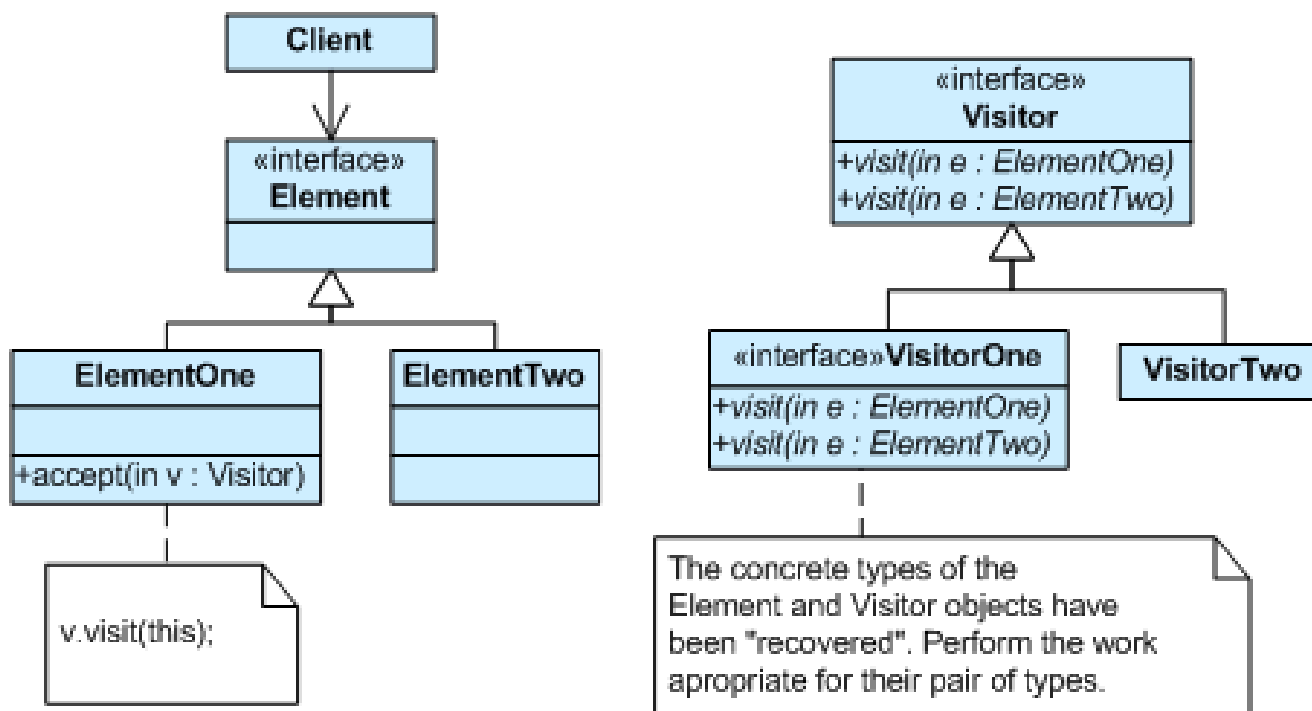 Client
«interface»
Element
ElementOne
+accept(in v : Visitor)
ElementTwo
v.visit(this);
«interface»
Visitor
+visit(in e : ElementOne)
+visit(in e : ElementTwo)
«interface»VisitorOne
+visit(in e : ElementOne)
+visit(in e : ElementTwo)
VisitorTwo
The concrete types of the
Element and Visitor objects have
been "recovered". Perform the work
apropriate for their pair of types.